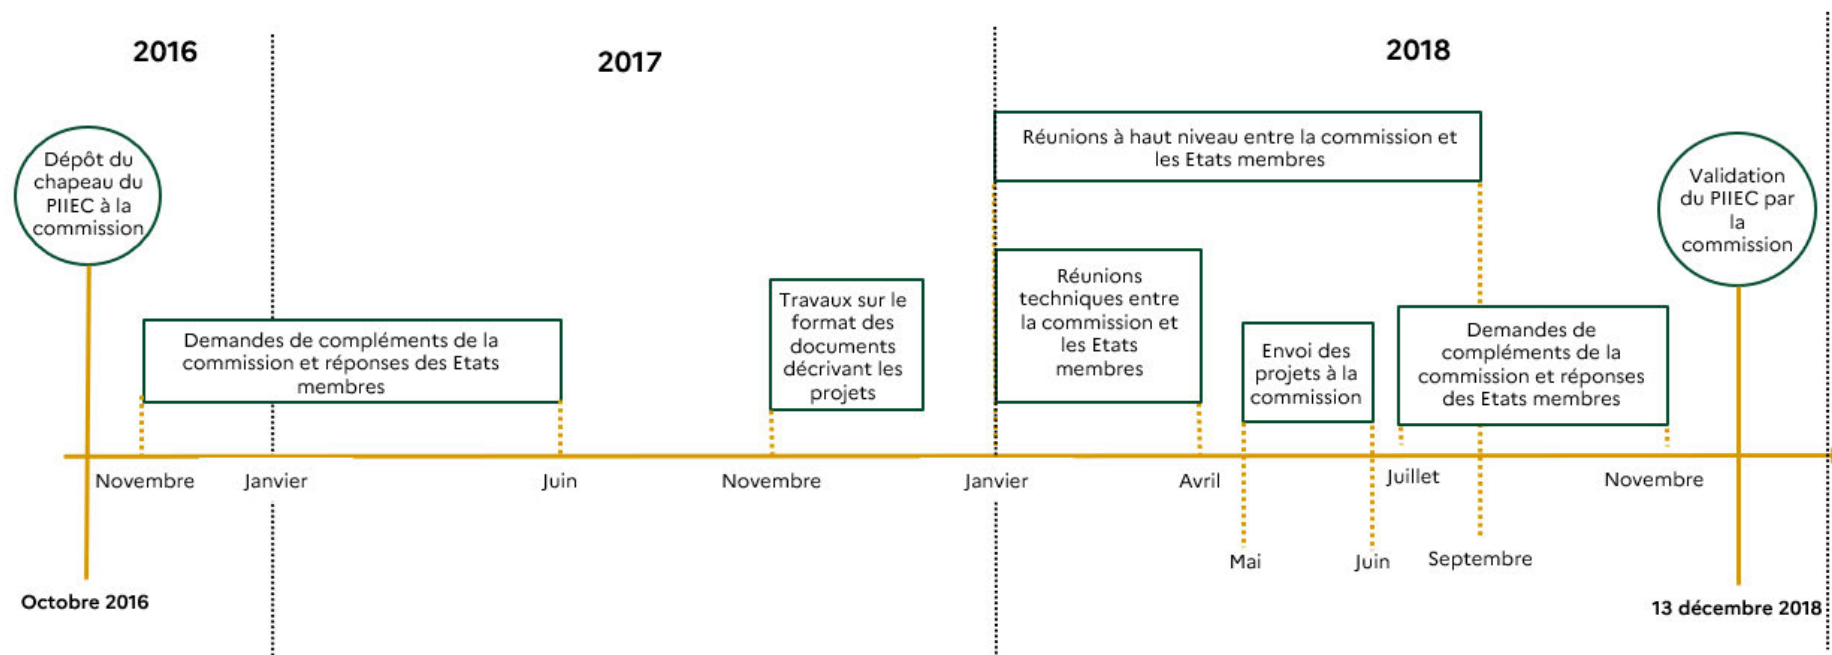 2016
2017
2018
Dépôt du
chapeau du
PIIEC à la
commission
Demandes de compléments de la
commission et réponses des Etats
membres
Travaux sur le
format des
documents
décrivant les
projets
Réunions à haut niveau entre la commission et
les Etats membres
Réunions
techniques entre
la commission et
les Etats
membres
Envoi des
projets à la
commission
Demandes de
compléments de la
commission et réponses
des Etats membres
Validation
du PIIEC par
la
commission
Novembre
Janvier
Juin
Novembre
Janvier
Avril
Juillet
Novembre
Mai
Juin
Septembre
Octobre 2016
13 décembre 2018